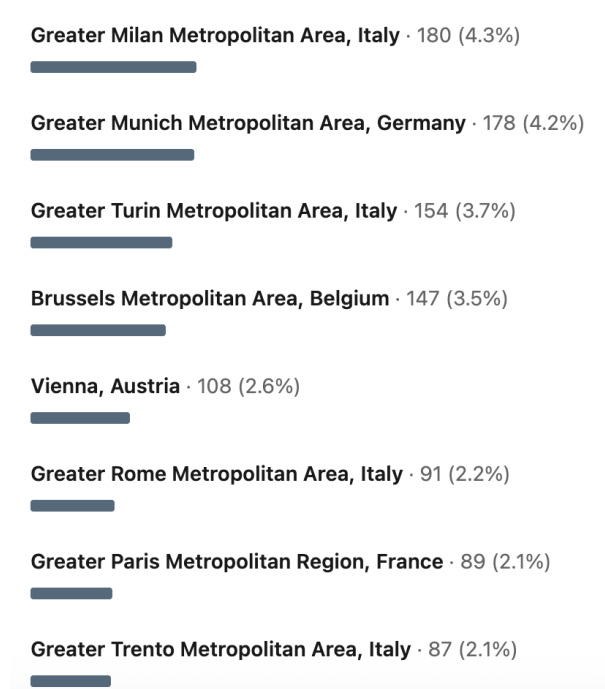 Greater Milan Metropolitan Area, Italy · 180 (4.3%)
Greater Munich Metropolitan Area, Germany · 178 (4.2%)
Greater Turin Metropolitan Area, Italy · 154 (3.7%)
Brussels Metropolitan Area, Belgium · 147 (3.5%)
Vienna, Austria · 108 (2.6%)
Greater Rome Metropolitan Area, Italy · 91 (2.2%)
Greater Paris Metropolitan Region, France · 89 (2.1%)
Greater Trento Metropolitan Area, Italy · 87 (2.1%)